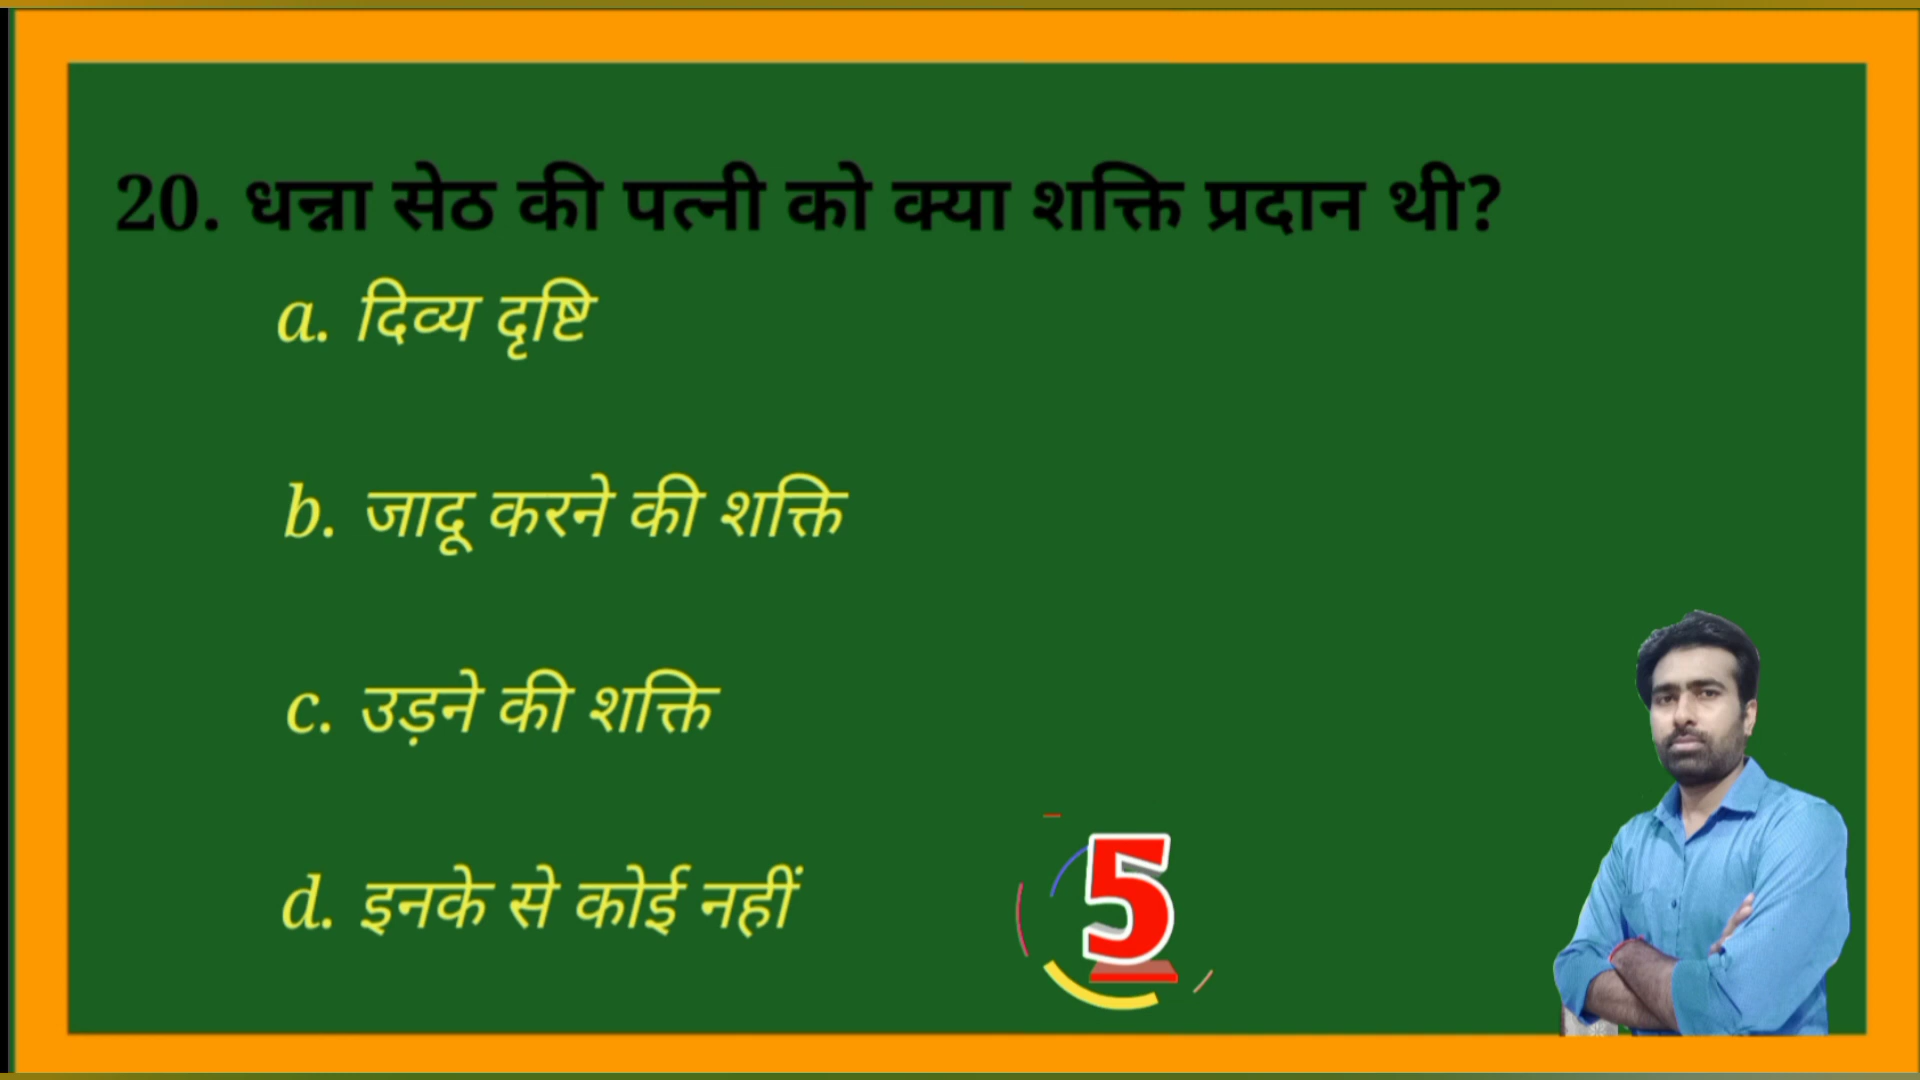 20. धन्ना सेठ की पत्नी को क्या शक्ति प्रदान थी?
a. दिव्य दृष्टि
b. जादू करने की शक्ति
c. उड़ने की शक्ति
d. इनके से कोई नहीं
5